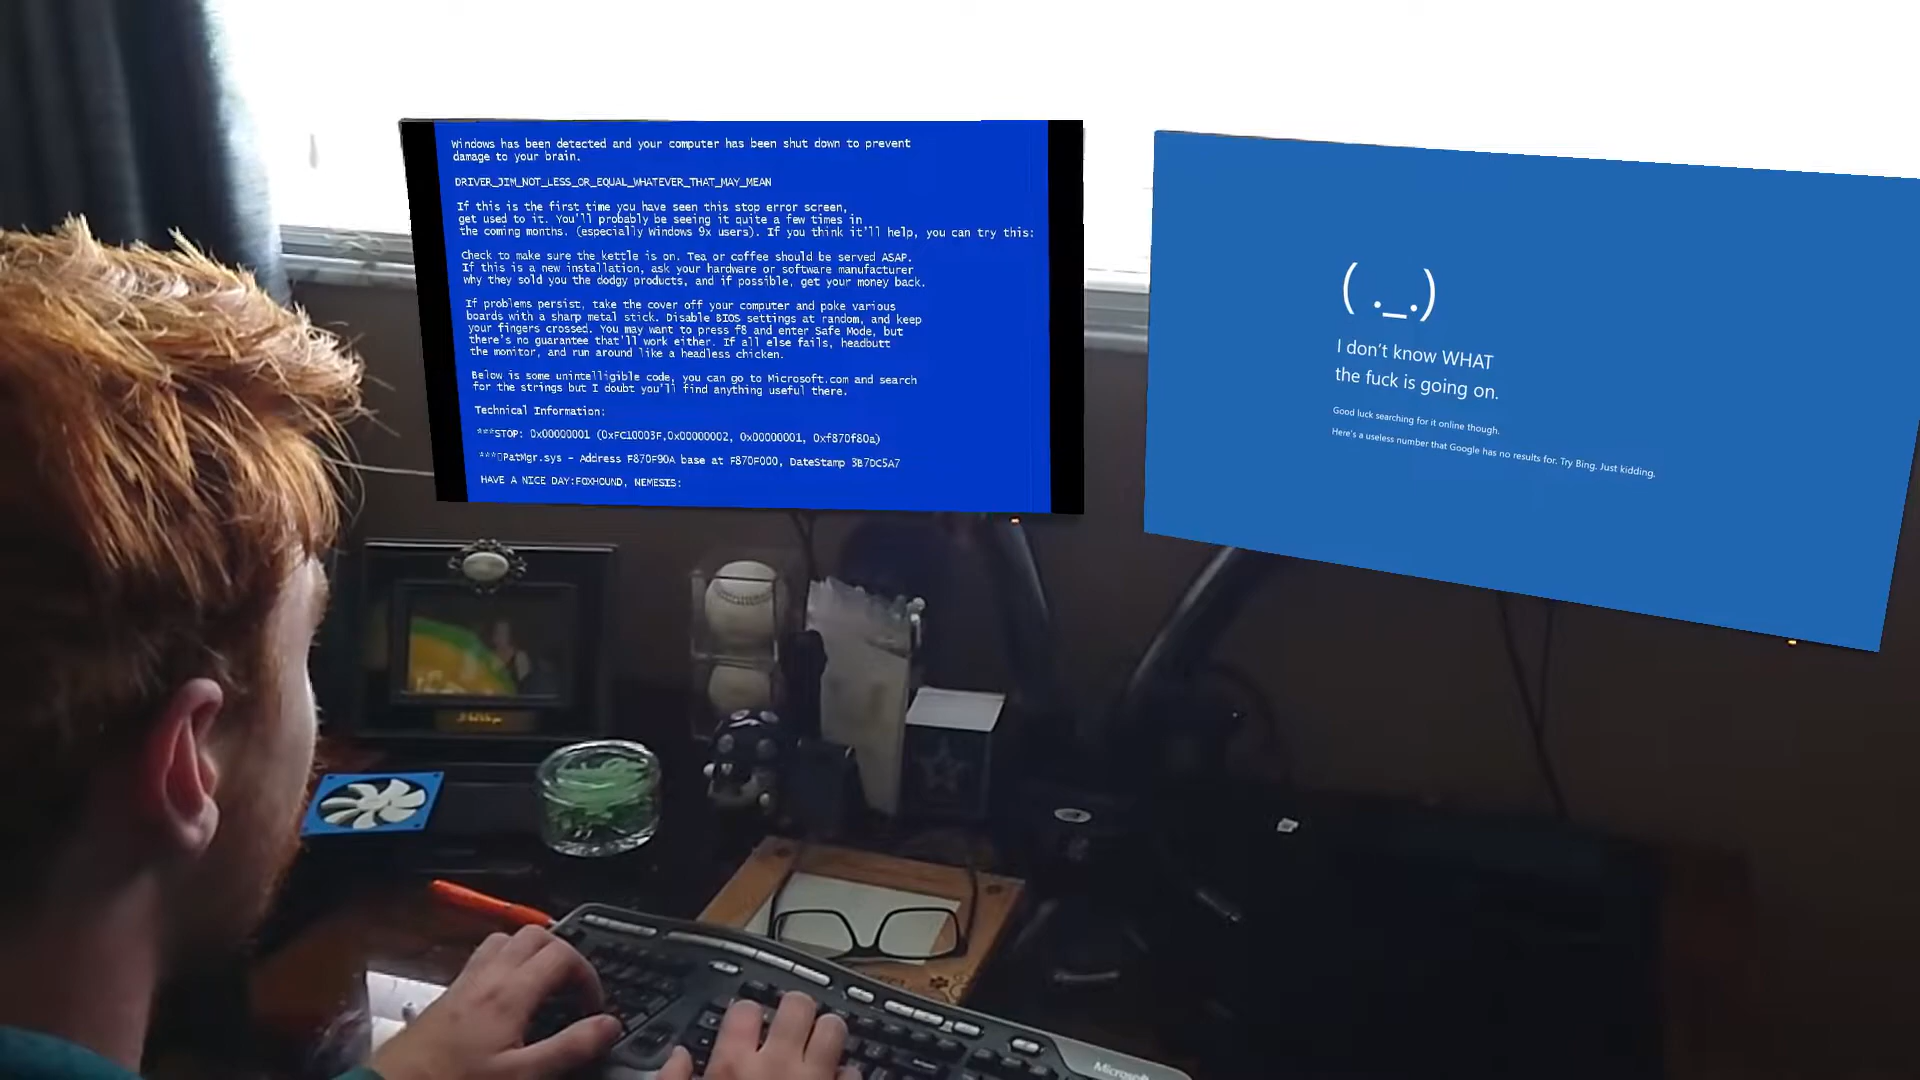 Windows has been detected and your computer has been shut down to prevent
damage to your brain.
DRIVER_JIM_NOT_LESS_OR_EQUAL_WHATEVER_THAT_MAY_MEAN
If this is the first time you have seen this stop error screen,
get used to it. You'll probably be seeing it quite a few times in
the coming months. (especially Windows 9x users). If you think it'll help, you can try this:
Check to make sure the kettle is on. Tea or coffee should be served ASAP.
If this is a new installation, ask your hardware or software manufacturer
why they sold you the dodgy products, and if possible, get your money back.
If problems persist, take the cover off your computer and poke various
boards with a sharp metal stick. Disable BIOS settings at random, and keep
your fingers crossed. You may want to press f8 and enter Safe Mode, but
there's no guarantee that'll work either. If all else fails, headbutt
the monitor, and run around like a headless chicken.
Below is some unintelligible code, you can go to Microsoft.com and search
for the strings but I doubt you'll find anything useful there.
Technical Information:
***STOP: 0x00000001 (0xFC10003F,0x00000002, 0x00000001, 0xf870f80a)
***▯PatMgr.sys – Address F870F90A base at F870F000, DateStamp 3B7DC5A7
HAVE A NICE DAY:FOXHOUND, NEMESIS:
( ._.)
I don't know WHAT
the fuck is going on.
Good luck searching for it online though.
Here's a useless number that Google has no results for. Try Bing. Just kidding.
Microsoft